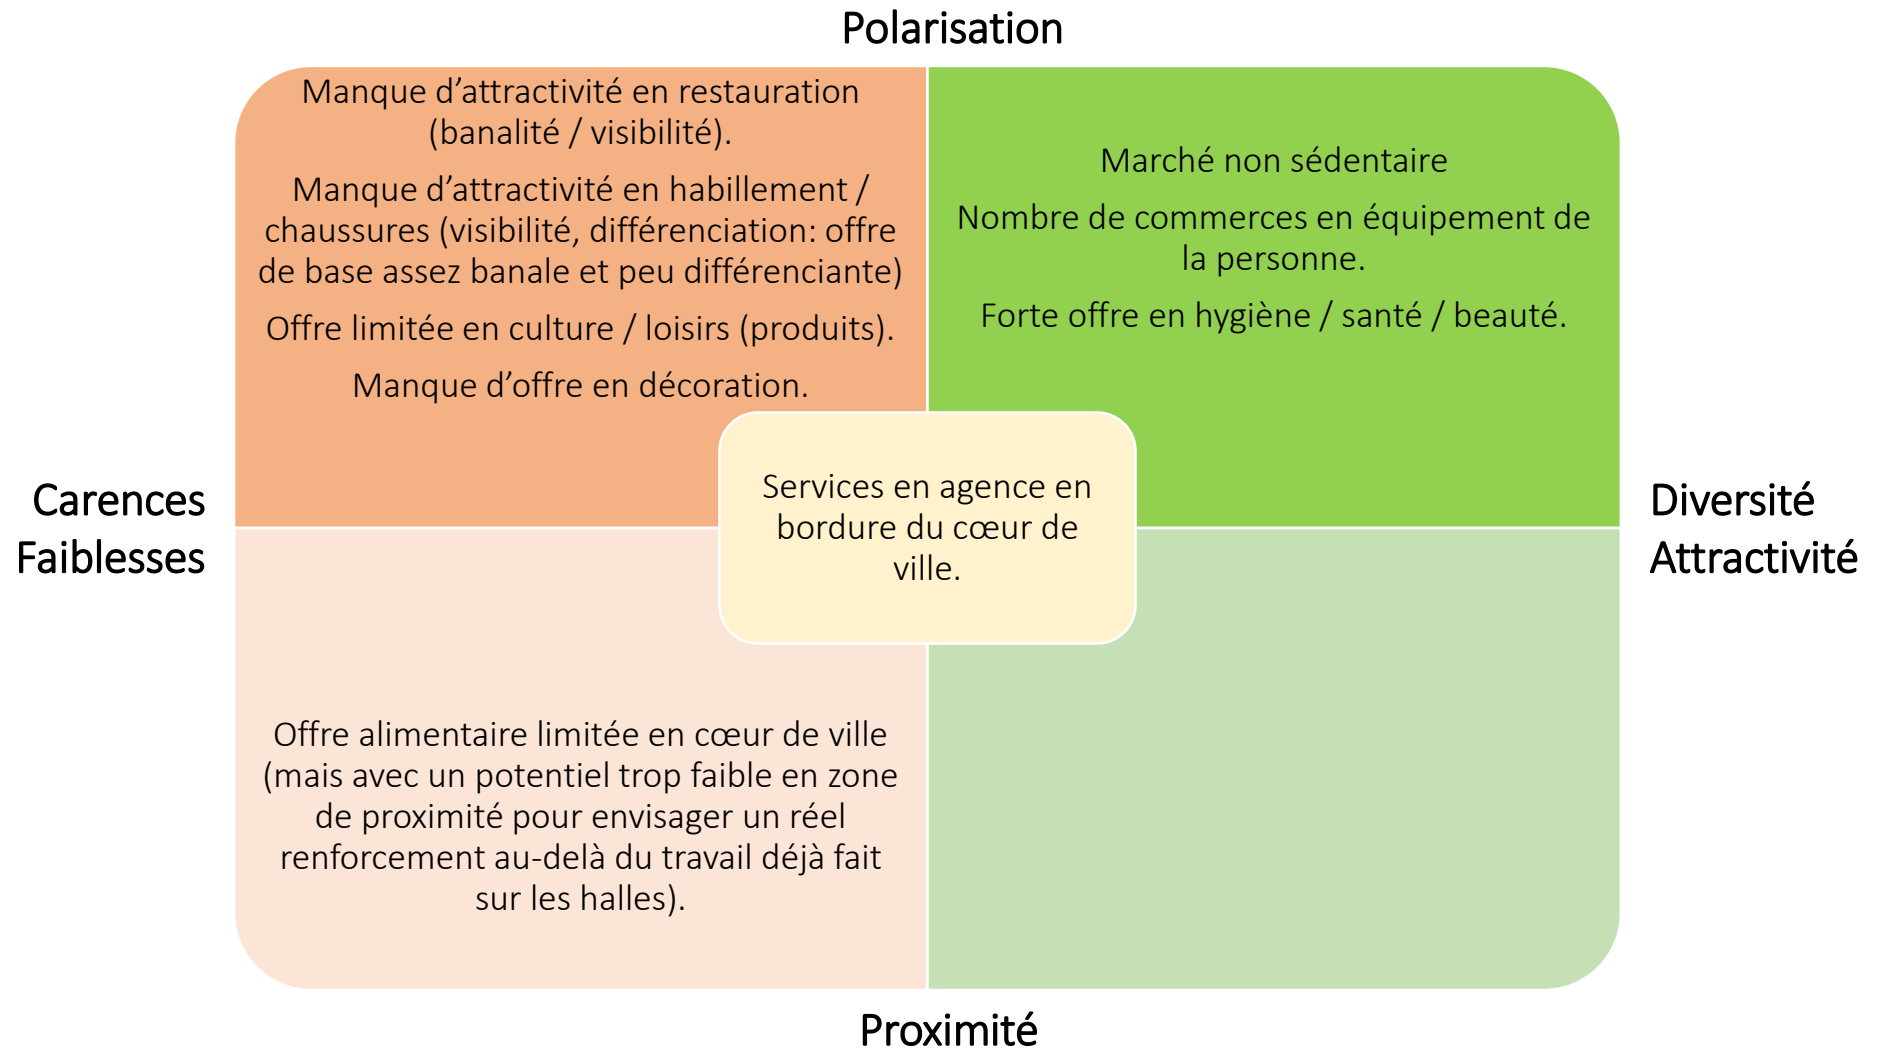 Polarisation
Manque d’attractivité en restauration
(banalité / visibilité).
Manque d’attractivité en habillement /
chaussures (visibilité, différenciation: offre
de base assez banale et peu différenciante)
Offre limitée en culture / loisirs (produits).
Manque d’offre en décoration.
Marché non sédentaire
Nombre de commerces en équipement de
la personne.
Forte offre en hygiène / santé / beauté.
Carences
Faiblesses
Services en agence en
bordure du cœur de
ville.
Diversité
Attractivité
Offre alimentaire limitée en cœur de ville
(mais avec un potentiel trop faible en zone
de proximité pour envisager un réel
renforcement au-delà du travail déjà fait
sur les halles).
Proximité